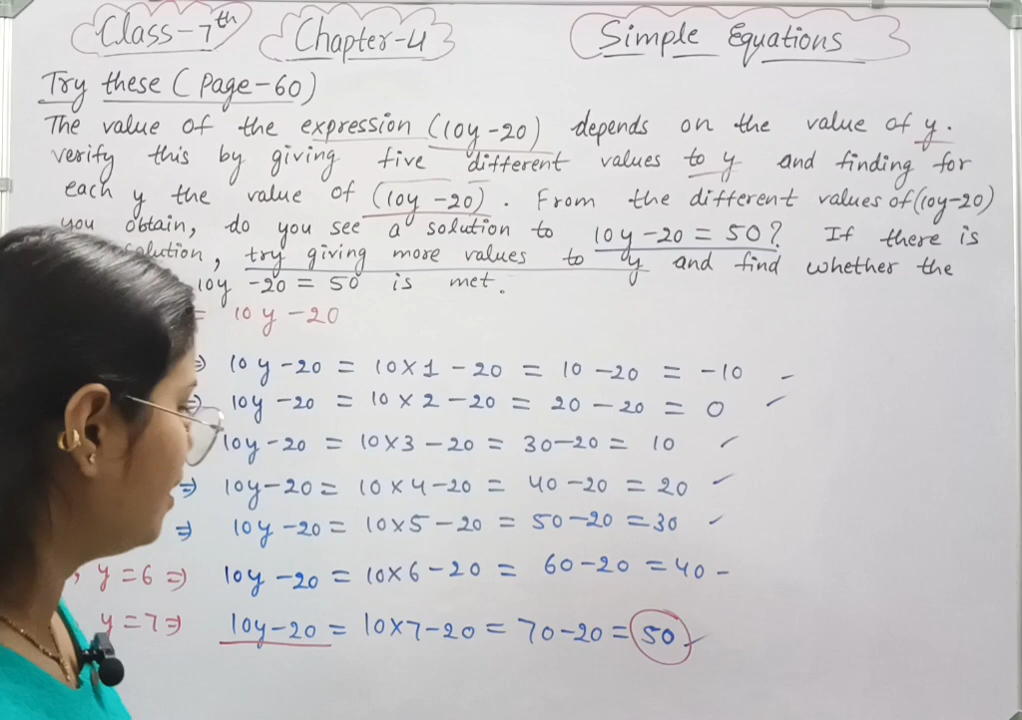 Class-7th Chapter-4 Simple Equations
Try these (Page-60)
The value of the expression (10y-20) depends on the value of y.
verify this by giving five different values to y and finding for
each y the value of (10y-20). From the different values of (10y-20)
you obtain, do you see a solution to 10y-20=50? If there is
solution, try giving more values to y and find whether the
10y-20=50 is met.
= 10y-20
⇒ 10y-20 = 10×1-20 = 10-20 = -10
⇒ 10y-20 = 10×2-20 = 20-20 = 0
10y-20 = 10×3-20 = 30-20 = 10
⇒ 10y-20 = 10×4-20 = 40-20 = 20
⇒ 10y-20 = 10×5-20 = 50-20 = 30
, y=6 ⇒ 10y-20 = 10×6-20 = 60-20 = 40
y=7 ⇒ 10y-20 = 10×7-20 = 70-20 = 50